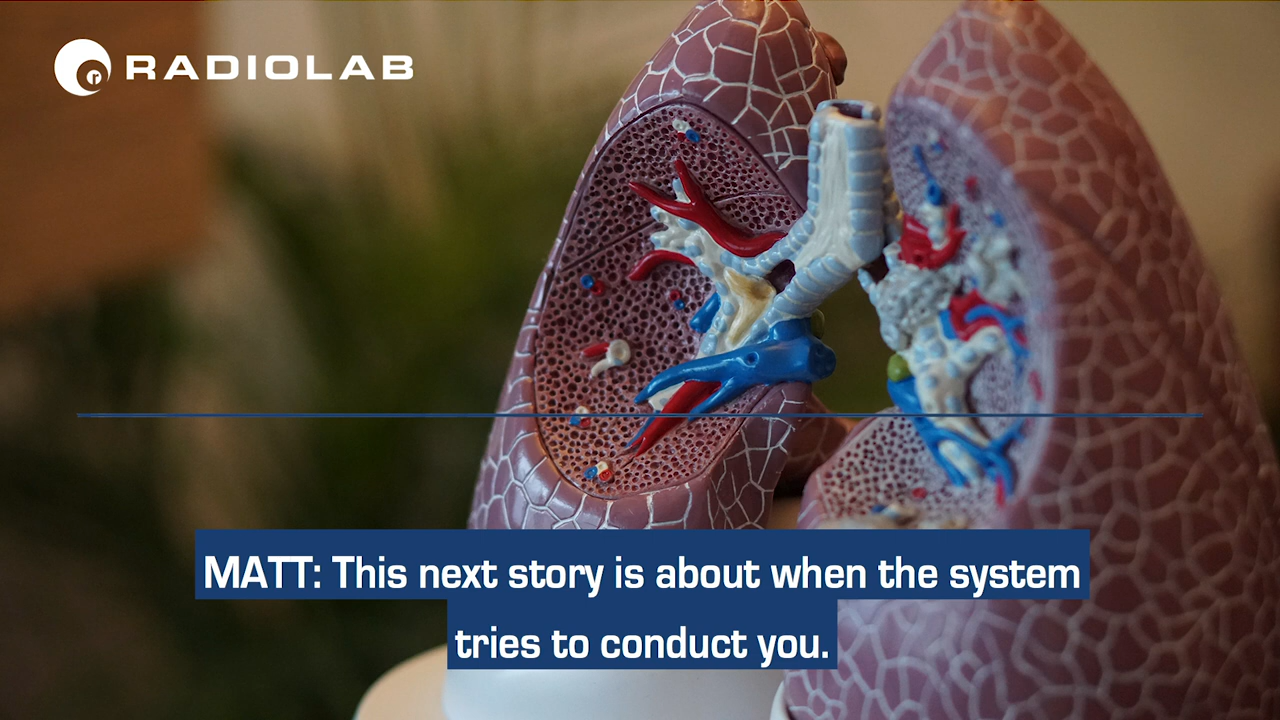 RADIOLAB
MATT: This next story is about when the system
tries to conduct you.